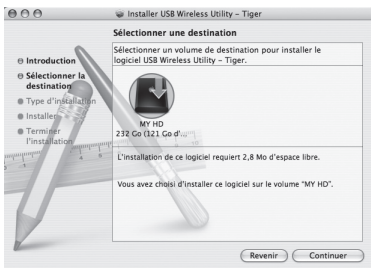 Installer USB Wireless Utility – Tiger
Sélectionner une destination
Introduction
Sélectionner la
destination
Type d'installation
Installer
Terminer
l'installation
Sélectionner un volume de destination pour installer le
logiciel USB Wireless Utility – Tiger.
MY HD
232 Go (121 Go d'...
L'installation de ce logiciel requiert 2,8 Mo d'espace libre.
Vous avez choisi d'installer ce logiciel sur le volume “MY HD”.
Revenir
Continuer